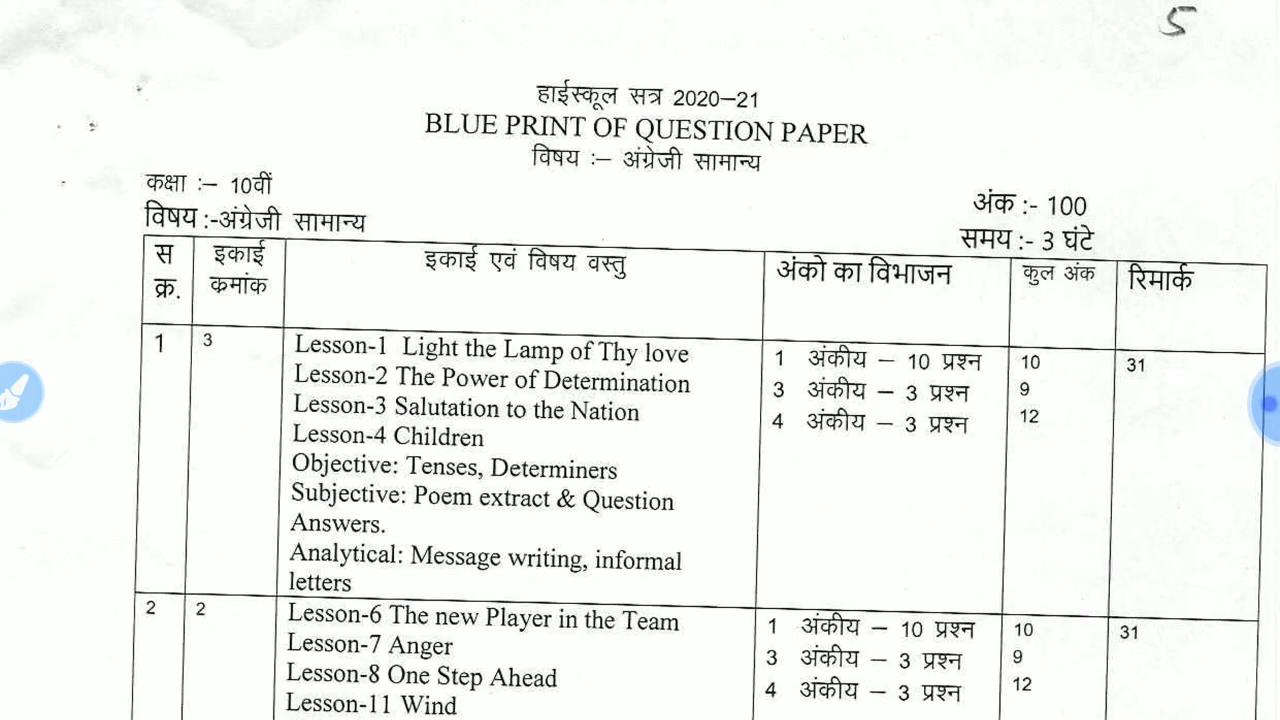 5
हाईस्कूल सत्र 2020–21
BLUE PRINT OF QUESTION PAPER
विषय :– अंग्रेजी सामान्य
कक्षा :– 10वीं
अंक :- 100
विषय :-अंग्रेजी सामान्य
समय :- 3 घंटे
स क्र. इकाई कमांक इकाई एवं विषय वस्तु अंको का विभाजन कुल अंक रिमार्क
1 3 Lesson-1 Light the Lamp of Thy love 1 अंकीय – 10 प्रश्न 10 31
Lesson-2 The Power of Determination 3 अंकीय – 3 प्रश्न 9
Lesson-3 Salutation to the Nation 4 अंकीय – 3 प्रश्न 12
Lesson-4 Children
Objective: Tenses, Determiners
Subjective: Poem extract & Question
Answers.
Analytical: Message writing, informal
letters
2 2 Lesson-6 The new Player in the Team 1 अंकीय – 10 प्रश्न 10 31
Lesson-7 Anger 3 अंकीय – 3 प्रश्न 9
Lesson-8 One Step Ahead 4 अंकीय – 3 प्रश्न 12
Lesson-11 Wind